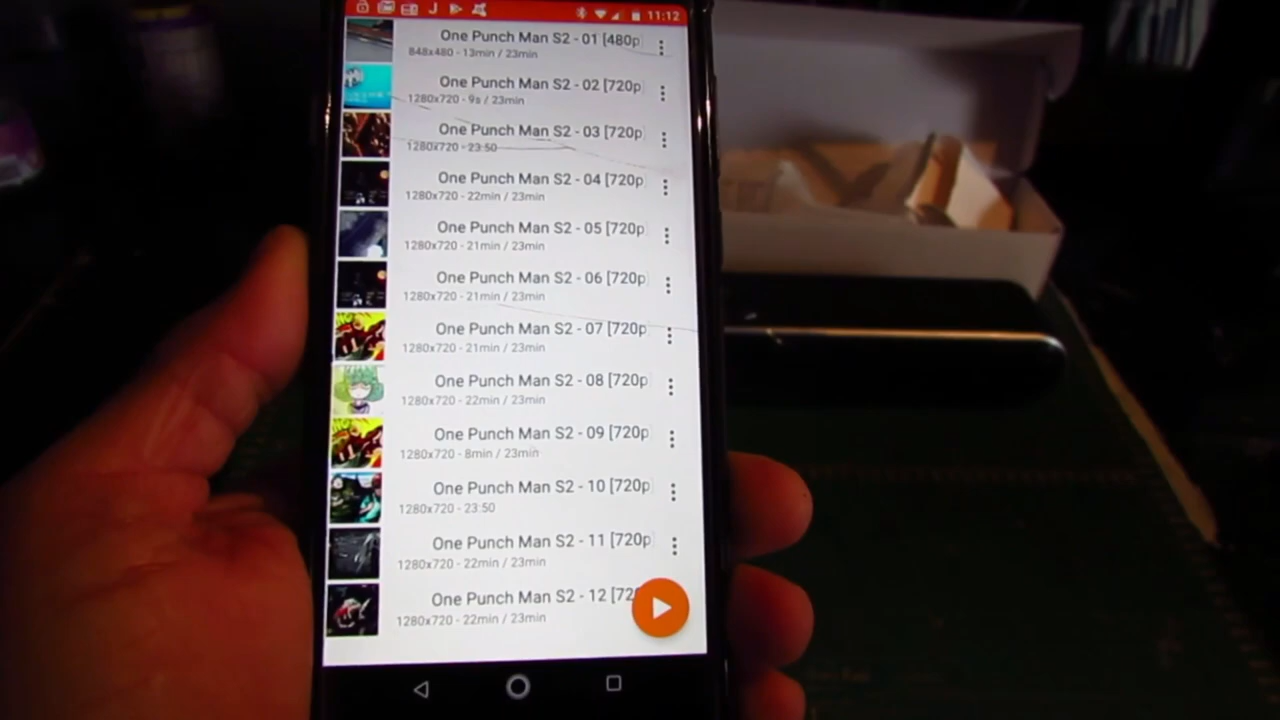 J
11:12
One Punch Man S2 - 01 [480p
848x480 - 13min / 23min
One Punch Man S2 - 02 [720p
1280x720 - 9s / 23min
One Punch Man S2 - 03 [720p
1280x720 - 23:50
One Punch Man S2 - 04 [720p
1280x720 - 22min / 23min
One Punch Man S2 - 05 [720p
1280x720 - 21min / 23min
One Punch Man S2 - 06 [720p
1280x720 - 21min / 23min
One Punch Man S2 - 07 [720p
1280x720 - 21min / 23min
One Punch Man S2 - 08 [720p
1280x720 - 22min / 23min
One Punch Man S2 - 09 [720p
1280x720 - 8min / 23min
One Punch Man S2 - 10 [720p
1280x720 - 23:50
One Punch Man S2 - 11 [720p
1280x720 - 22min / 23min
One Punch Man S2 - 12 [720
1280x720 - 22min / 23min